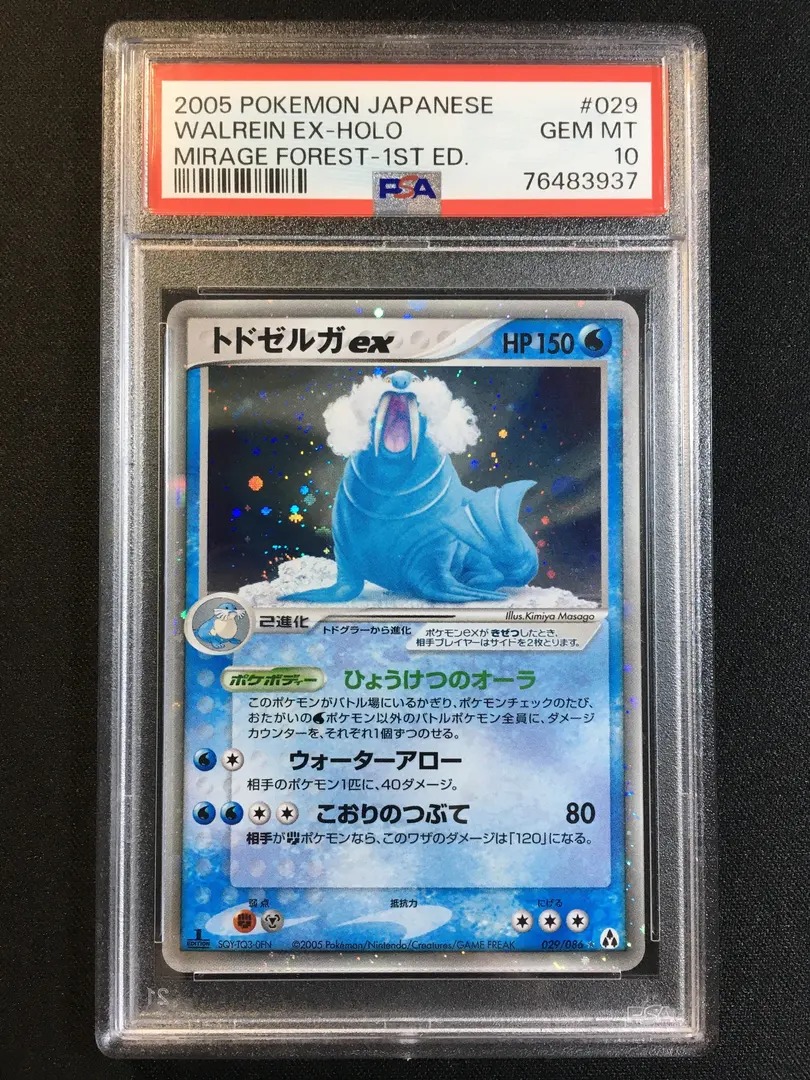 2005 POKEMON JAPANESE #029
WALREIN EX-HOLO GEM MT
MIRAGE FOREST-1ST ED. 10
PSA 76483937
トドゼルガex HP150
Illus.Kimiya Masago
2進化 トドグラーから進化
ポケモンexがきぜつしたとき、
相手プレイヤーはサイドを2枚とります。
ポケボディー ひょうけつのオーラ
このポケモンがバトル場にいるかぎり、ポケモンチェックのたび、
おたがいのポケモン以外のバトルポケモン全員に、ダメージ
カウンターを、それぞれ1個ずつのせる。
ウォーターアロー
相手のポケモン1匹に、40ダメージ。
こおりのつぶて 80
相手がポケモンなら、このワザのダメージは「120」になる。
弱点 抵抗力 にげる
1 EDITION SQY-TQ3-0FN ©2005 Pokémon/Nintendo/Creatures/GAME FREAK 029/086
PSA